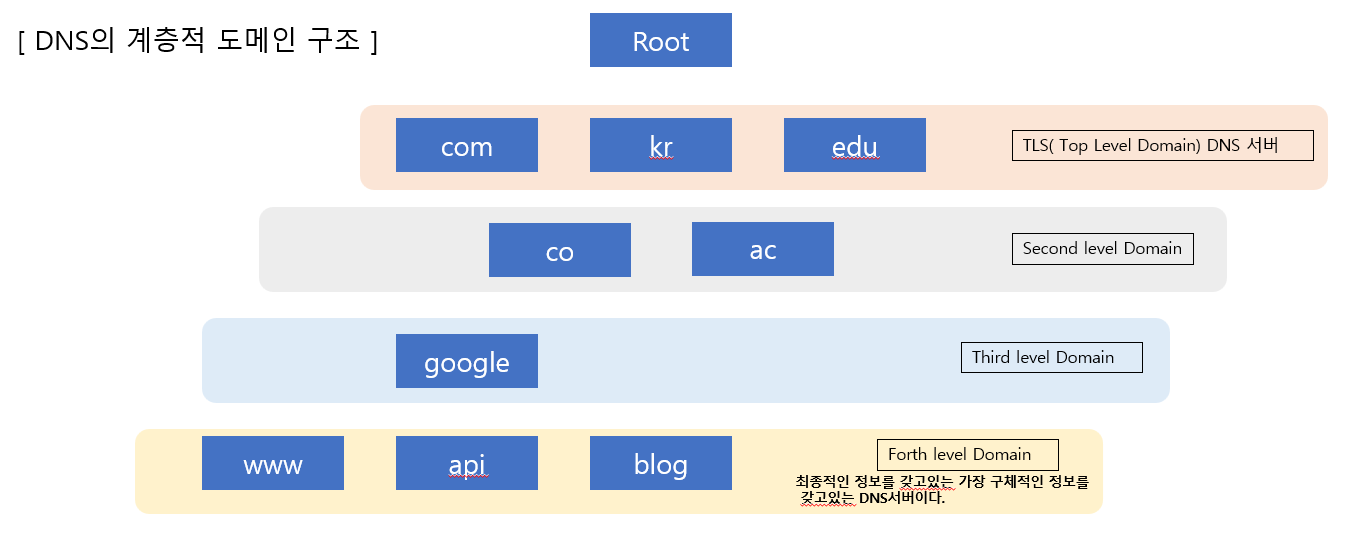 [ DNS의 계층적 도메인 구조 ]
Root
com
kr
edu
TLS( Top Level Domain) DNS 서버
co
ac
Second level Domain
google
Third level Domain
www
api
blog
Forth level Domain
최종적인 정보를 갖고있는 가장 구체적인 정보를
갖고있는 DNS서버이다.